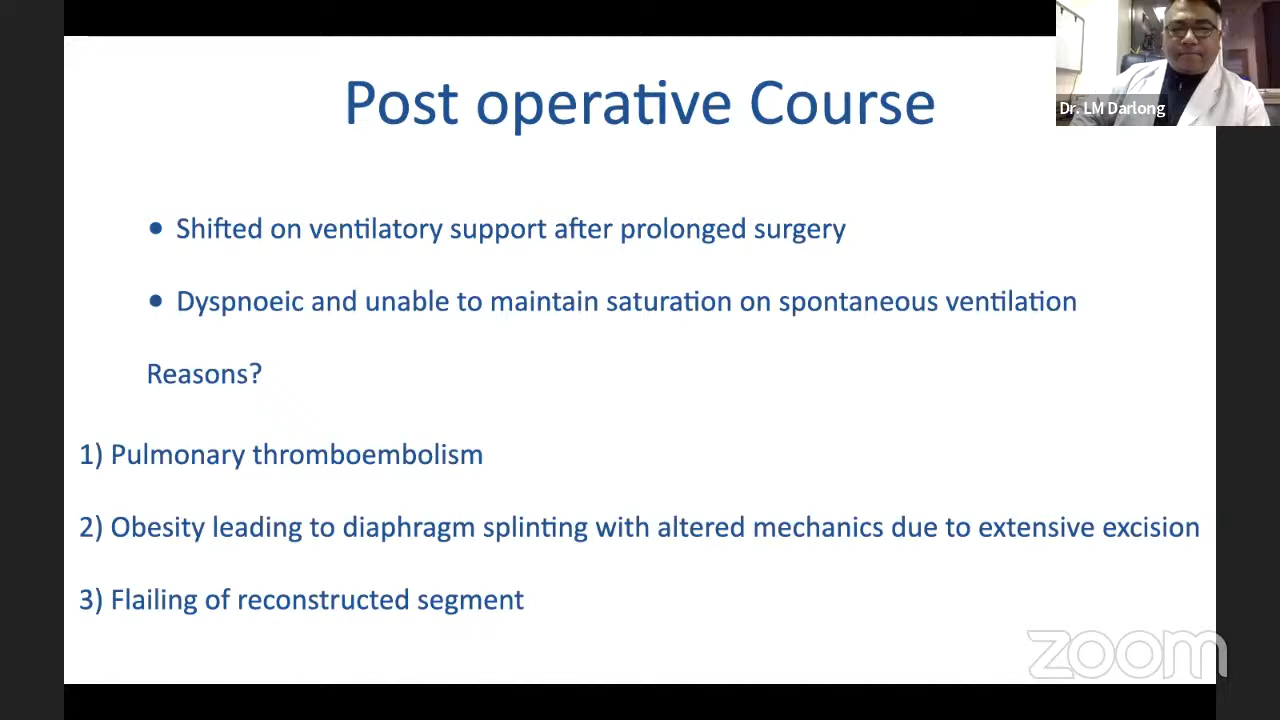 Post operative Course
Dr. LM Darlong
• Shifted on ventilatory support after prolonged surgery
• Dyspnoeic and unable to maintain saturation on spontaneous ventilation
Reasons?
1) Pulmonary thromboembolism
2) Obesity leading to diaphragm splinting with altered mechanics due to extensive excision
3) Flailing of reconstructed segment
zoom